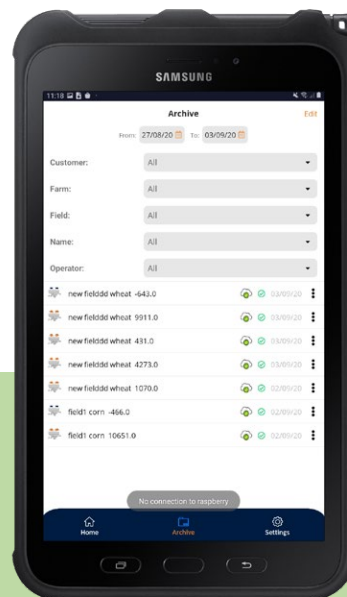 SAMSUNG
11:18
Archive Edit
From: 27/08/20 To: 03/09/20
Customer: All
Farm: All
Field: All
Name: All
Operator: All
new fielddd wheat -643.0 03/09/20
new fielddd wheat 9911.0 03/09/20
new fielddd wheat 431.0 03/09/20
new fielddd wheat 4273.0 03/09/20
new fielddd wheat 1070.0 03/09/20
field1 corn -466.0 02/09/20
field1 corn 10651.0 02/09/20
No connection to raspberry
Home Archive Settings